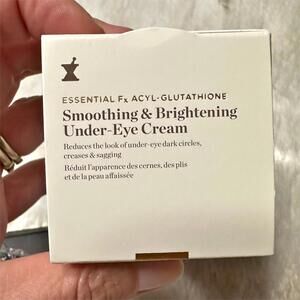 ESSENTIAL Fx ACYL-GLUTATHIONE
Smoothing & Brightening
Under-Eye Cream
Reduces the look of under-eye dark circles,
creases & sagging
Réduit l'apparence des cernes, des plis
et de la peau affaissée